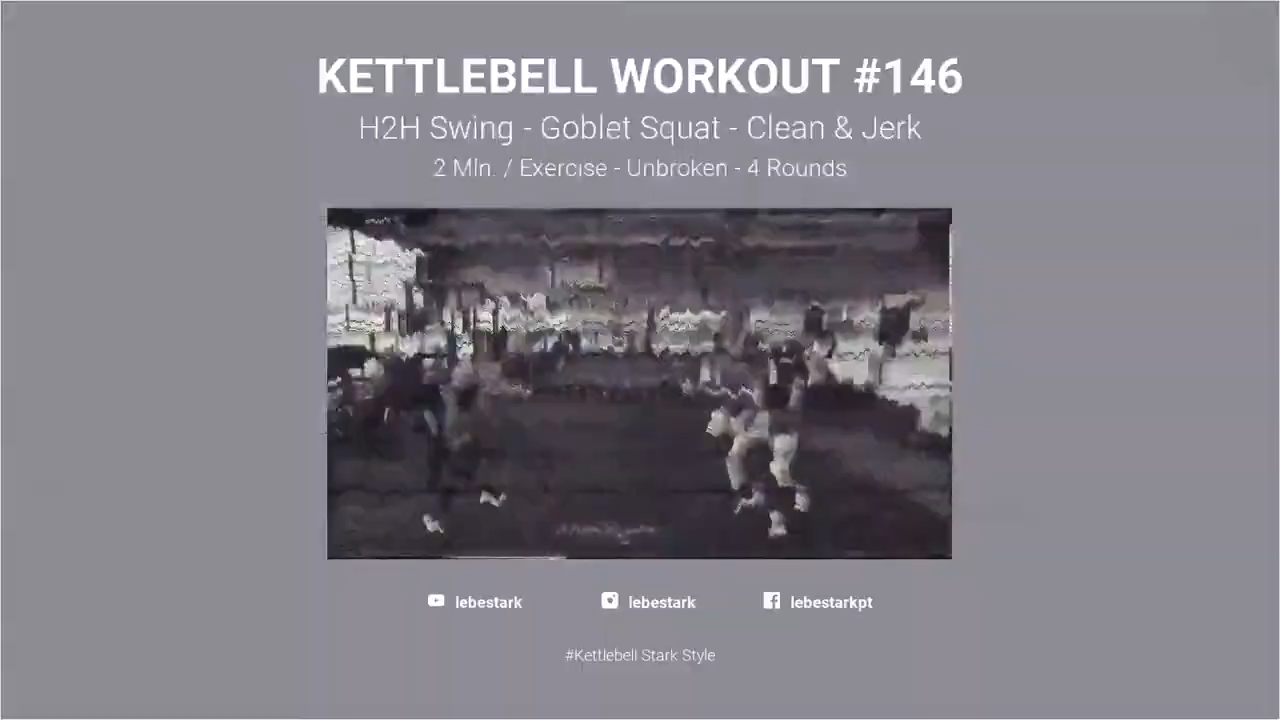 KETTLEBELL WORKOUT #146
H2H Swing - Goblet Squat - Clean & Jerk
2 MIn. / Exercise - Unbroken - 4 Rounds
lebestark lebestark lebestarkpt
#Kettlebell Stark Style